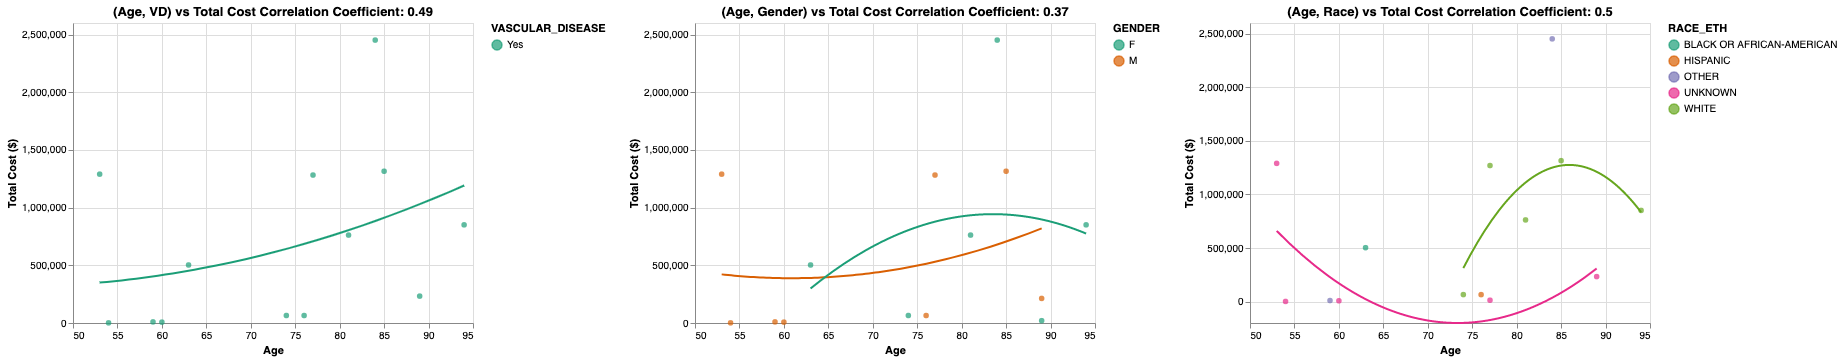 (Age, VD) vs Total Cost Correlation Coefficient: 0.49
Total Cost ($)
2,500,000
2,000,000
1,500,000
1,000,000
500,000
0
50 55 60 65 70 75 80 85 90 95
Age
VASCULAR_DISEASE
Yes
(Age, Gender) vs Total Cost Correlation Coefficient: 0.37
Total Cost ($)
2,500,000
2,000,000
1,500,000
1,000,000
500,000
0
50 55 60 65 70 75 80 85 90 95
Age
GENDER
F
M
(Age, Race) vs Total Cost Correlation Coefficient: 0.5
Total Cost ($)
2,500,000
2,000,000
1,500,000
1,000,000
500,000
0
50 55 60 65 70 75 80 85 90 95
Age
RACE_ETH
BLACK OR AFRICAN-AMERICAN
HISPANIC
OTHER
UNKNOWN
WHITE